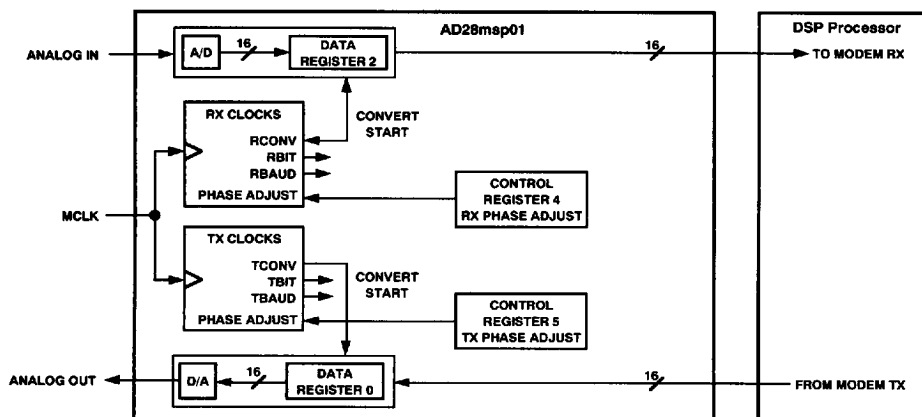 AD28msp01
DSP Processor
ANALOG IN
A/D
16
DATA
REGISTER 2
16
TO MODEM RX
RX CLOCKS
CONVERT
START
RCONV
RBIT
RBAUD
PHASE ADJUST
CONTROL
REGISTER 4
RX PHASE ADJUST
MCLK
TX CLOCKS
TCONV
TBIT
TBAUD
PHASE ADJUST
CONVERT
START
CONTROL
REGISTER 5
TX PHASE ADJUST
ANALOG OUT
D/A
16
DATA
REGISTER 0
16
FROM MODEM TX